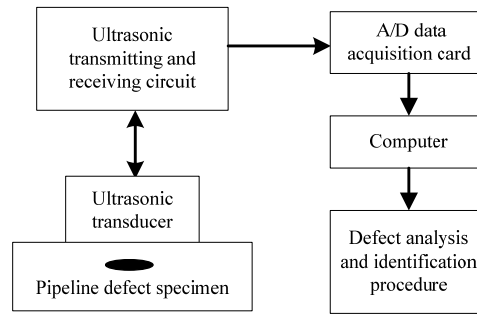 Ultrasonic
transmitting and
receiving circuit
A/D data
acquisition card
Computer
Ultrasonic
transducer
Pipeline defect specimen
Defect analysis
and identification
procedure